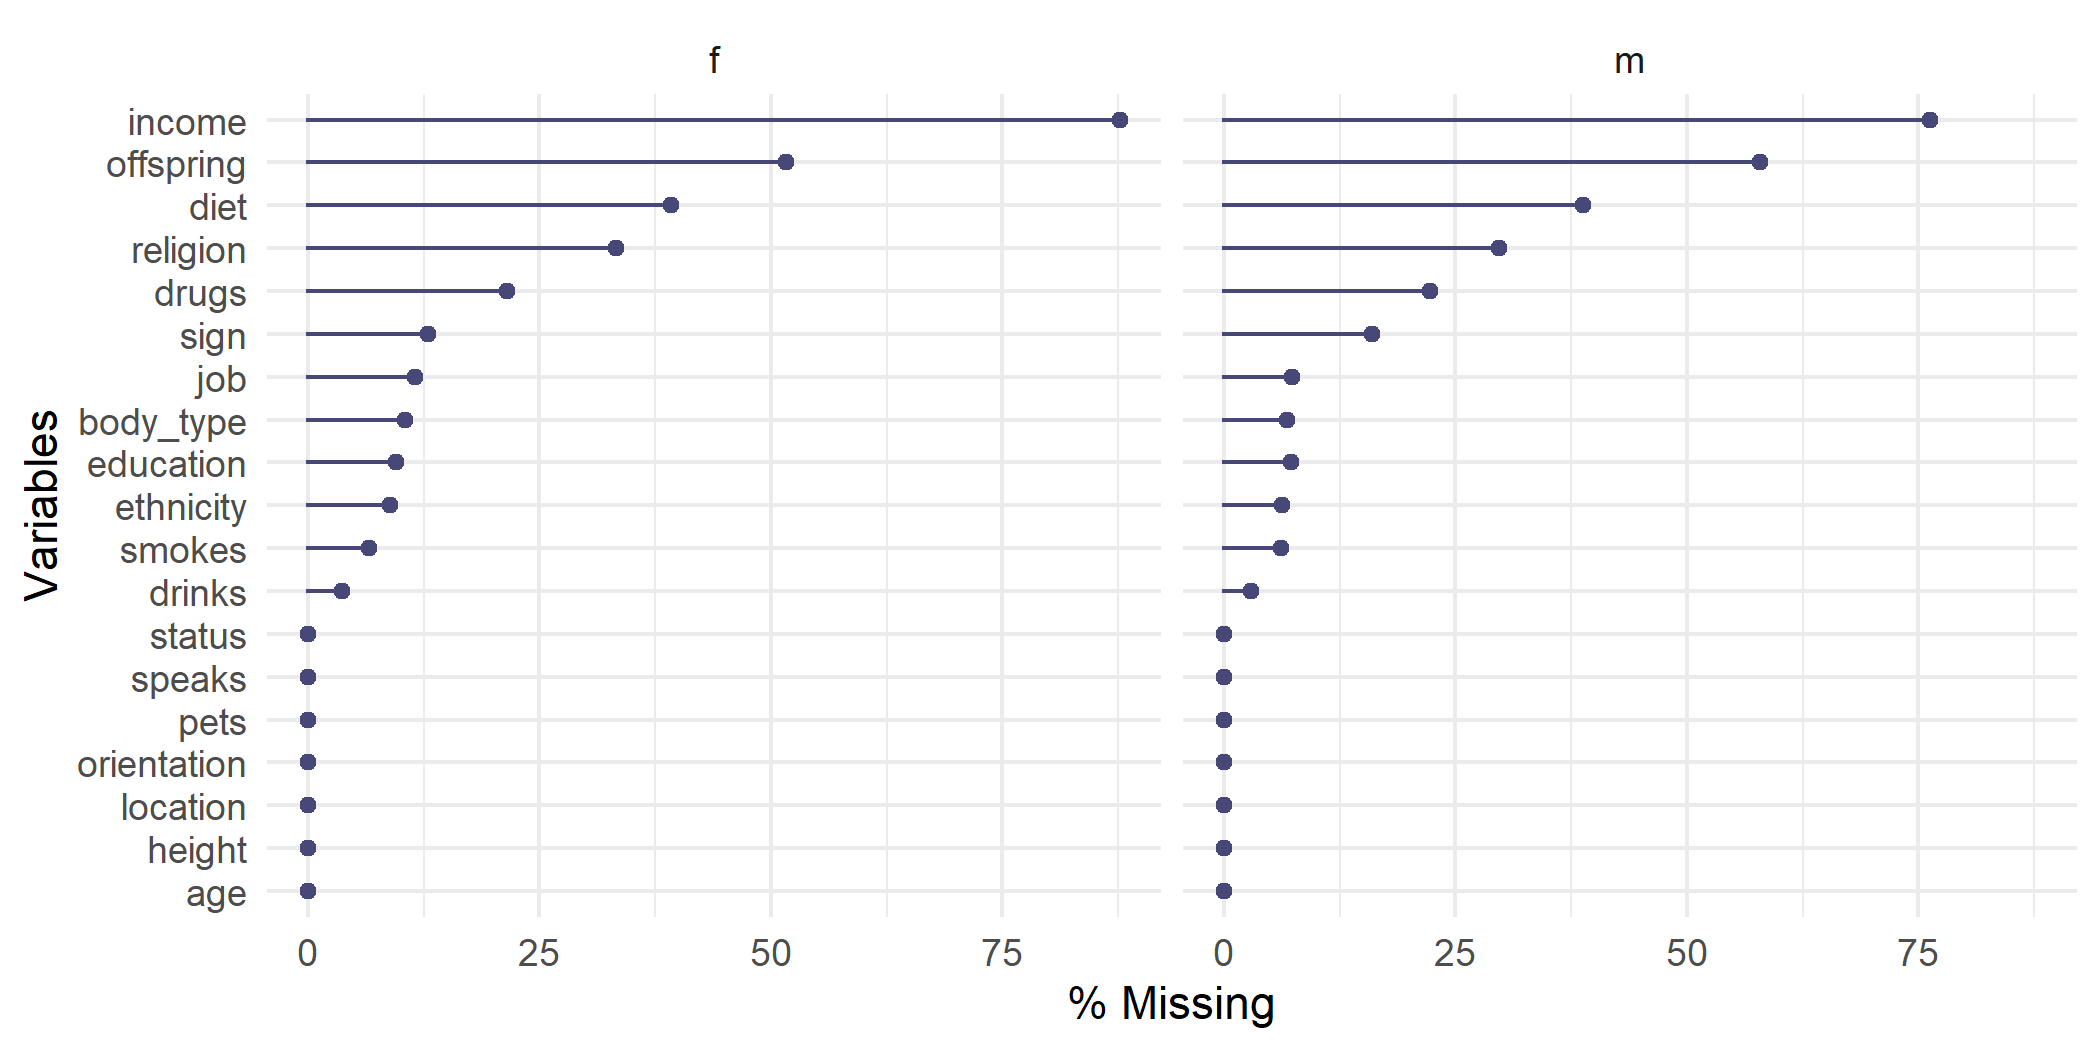 f
m
income
offspring
diet
religion
drugs
sign
job
body_type
education
ethnicity
smokes
drinks
status
speaks
pets
orientation
location
height
age
Variables
0 25 50 75
0 25 50 75
% Missing